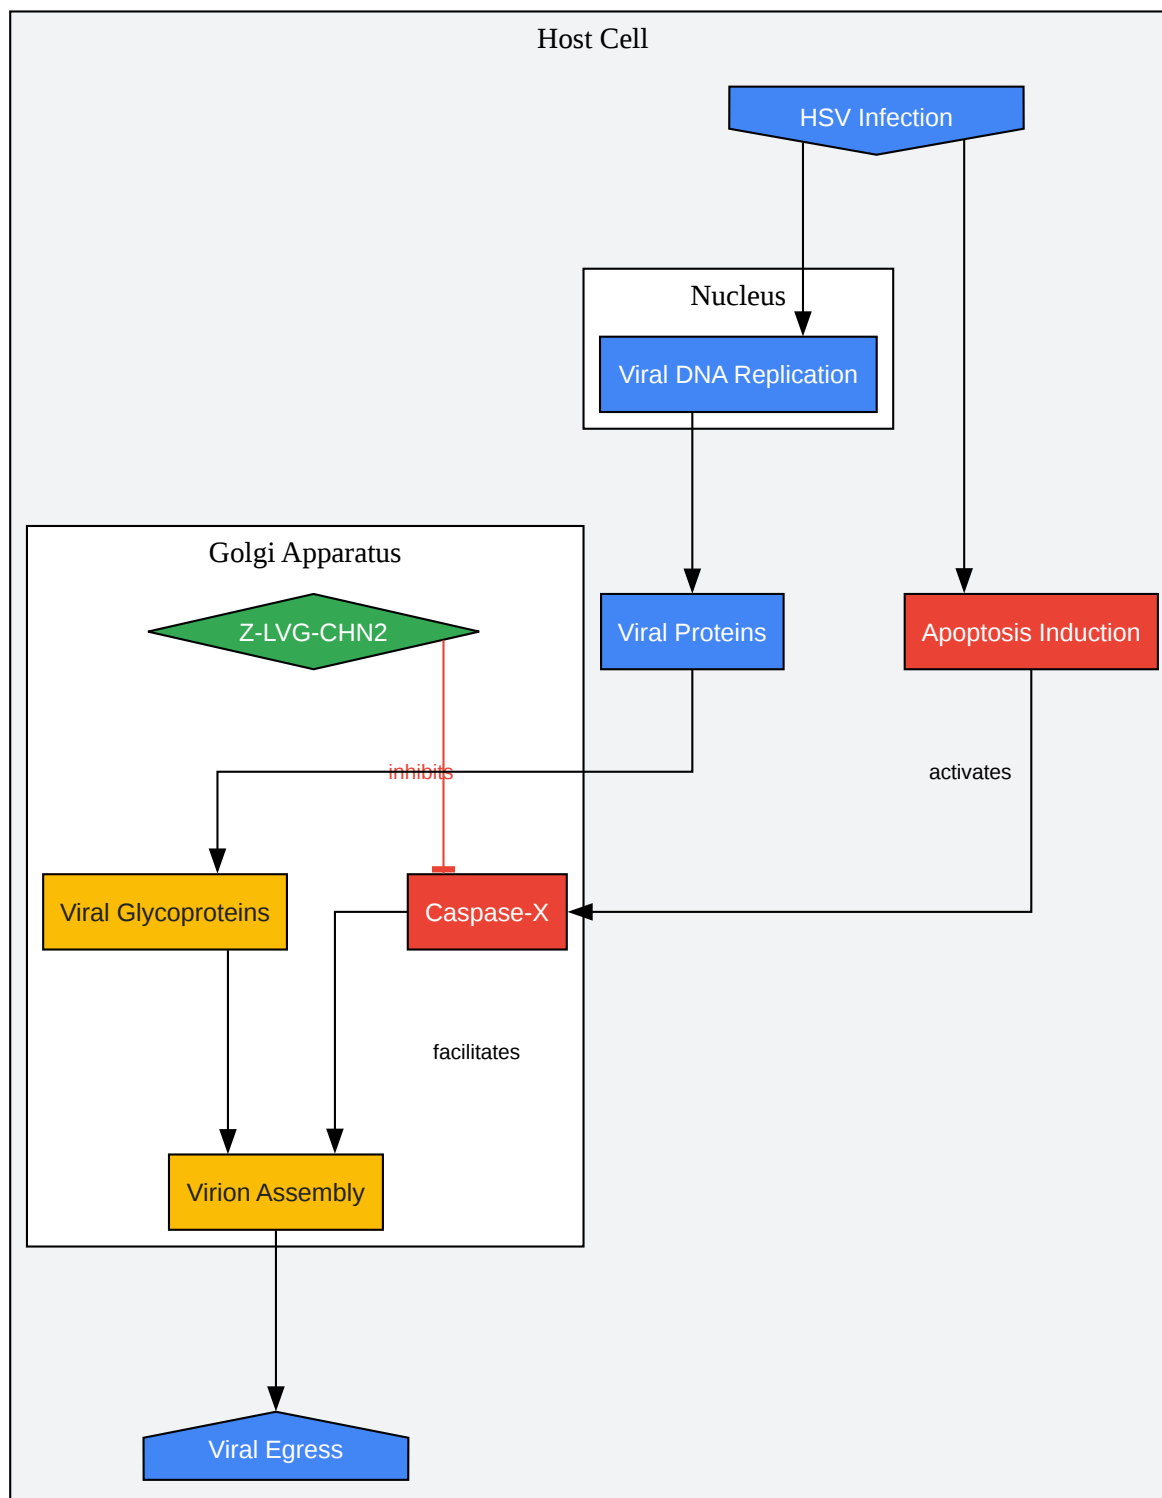 Host Cell
HSV Infection
Nucleus
Viral DNA Replication
Golgi Apparatus
Z-LVG-CHN2
Viral Proteins
Apoptosis Induction
inhibits
activates
Viral Glycoproteins
Caspase-X
facilitates
Virion Assembly
Viral Egress